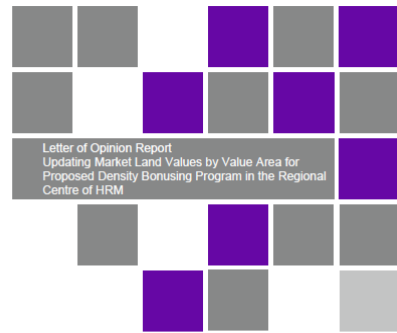 Letter of Opinion Report
Updating Market Land Values by Value Area for
Proposed Density Bonusing Program in the Regional
Centre of HRM